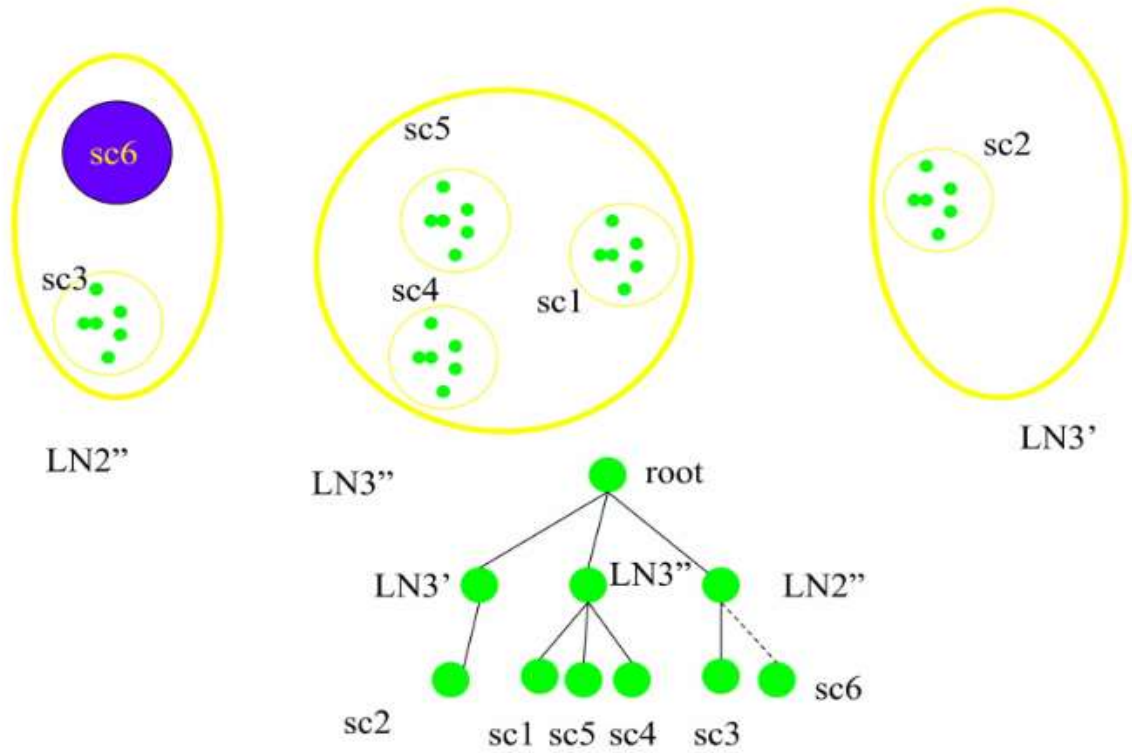 sc5
sc2
sc6
sc3
sc4
sc1
LN3’
LN2”
LN3”
root
LN3’
LN3”
LN2”
sc6
sc2
sc1 sc5 sc4 sc3